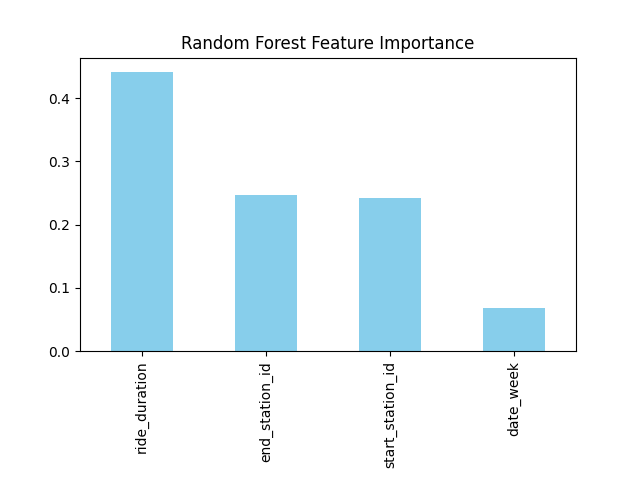 Random Forest Feature Importance
0.4
0.3
0.2
0.1
0.0
ride_duration
end_station_id
start_station_id
date_week